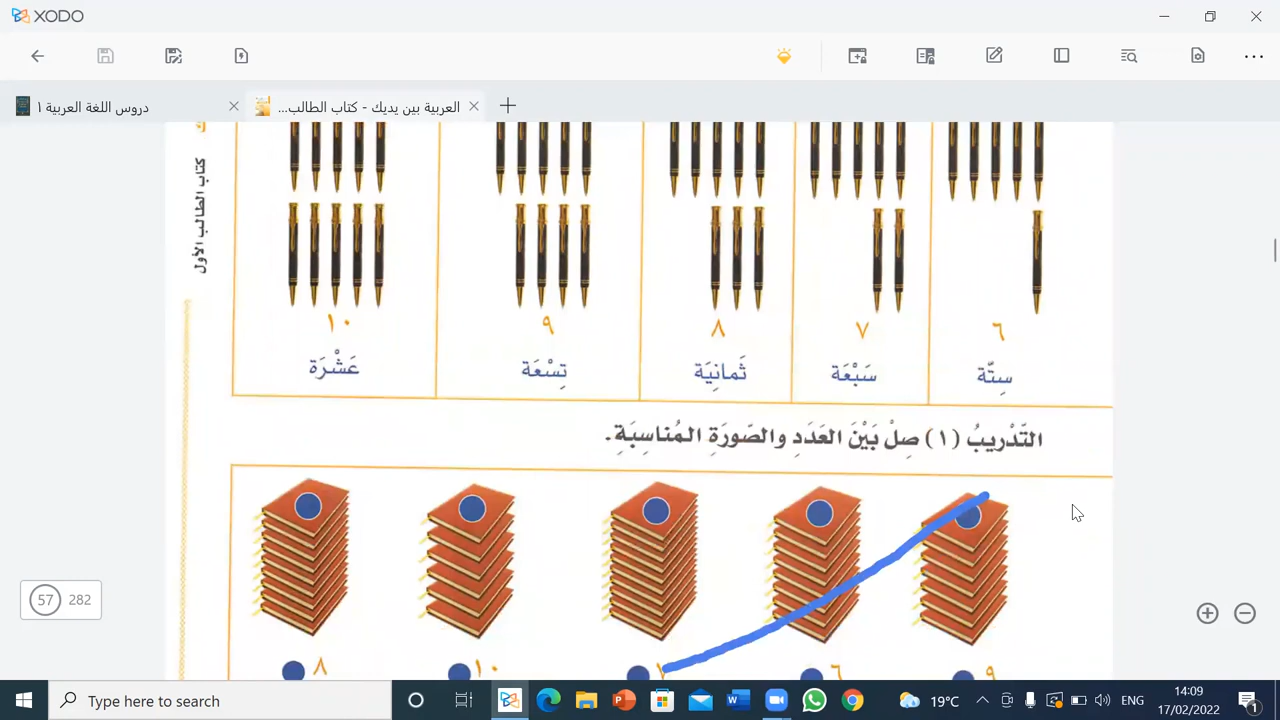 XODO
دروس اللغة العربية ١
العربية بين يديك - كتاب الطالب...
كتاب الطالب الأول
٦ ٧ ٨ ٩ ١٠
سِتّة سَبْعَة ثَمانِيَة تِسْعَة عَشْرَة
التّدْرِيبُ (١) صِلْ بَيْنَ العَدَدِ والصّورَةِ المُناسِبَةِ.
٩ ٦ ١٠ ٨
57 282
Type here to search
19°C
ENG
14:09
17/02/2022
1